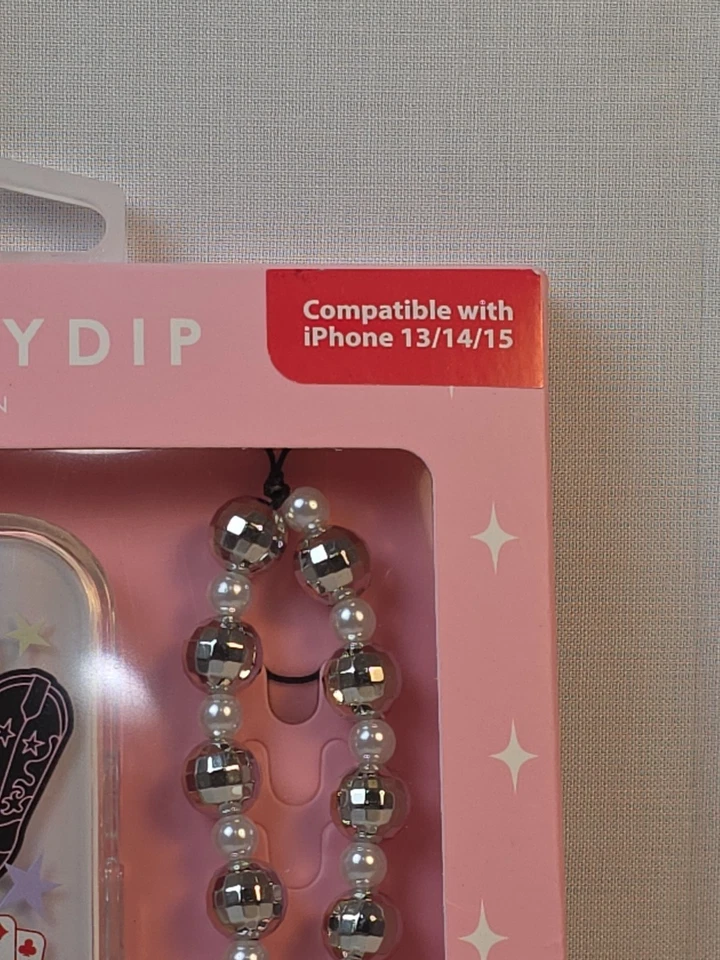 YDIP
Compatible with
iPhone 13/14/15
N